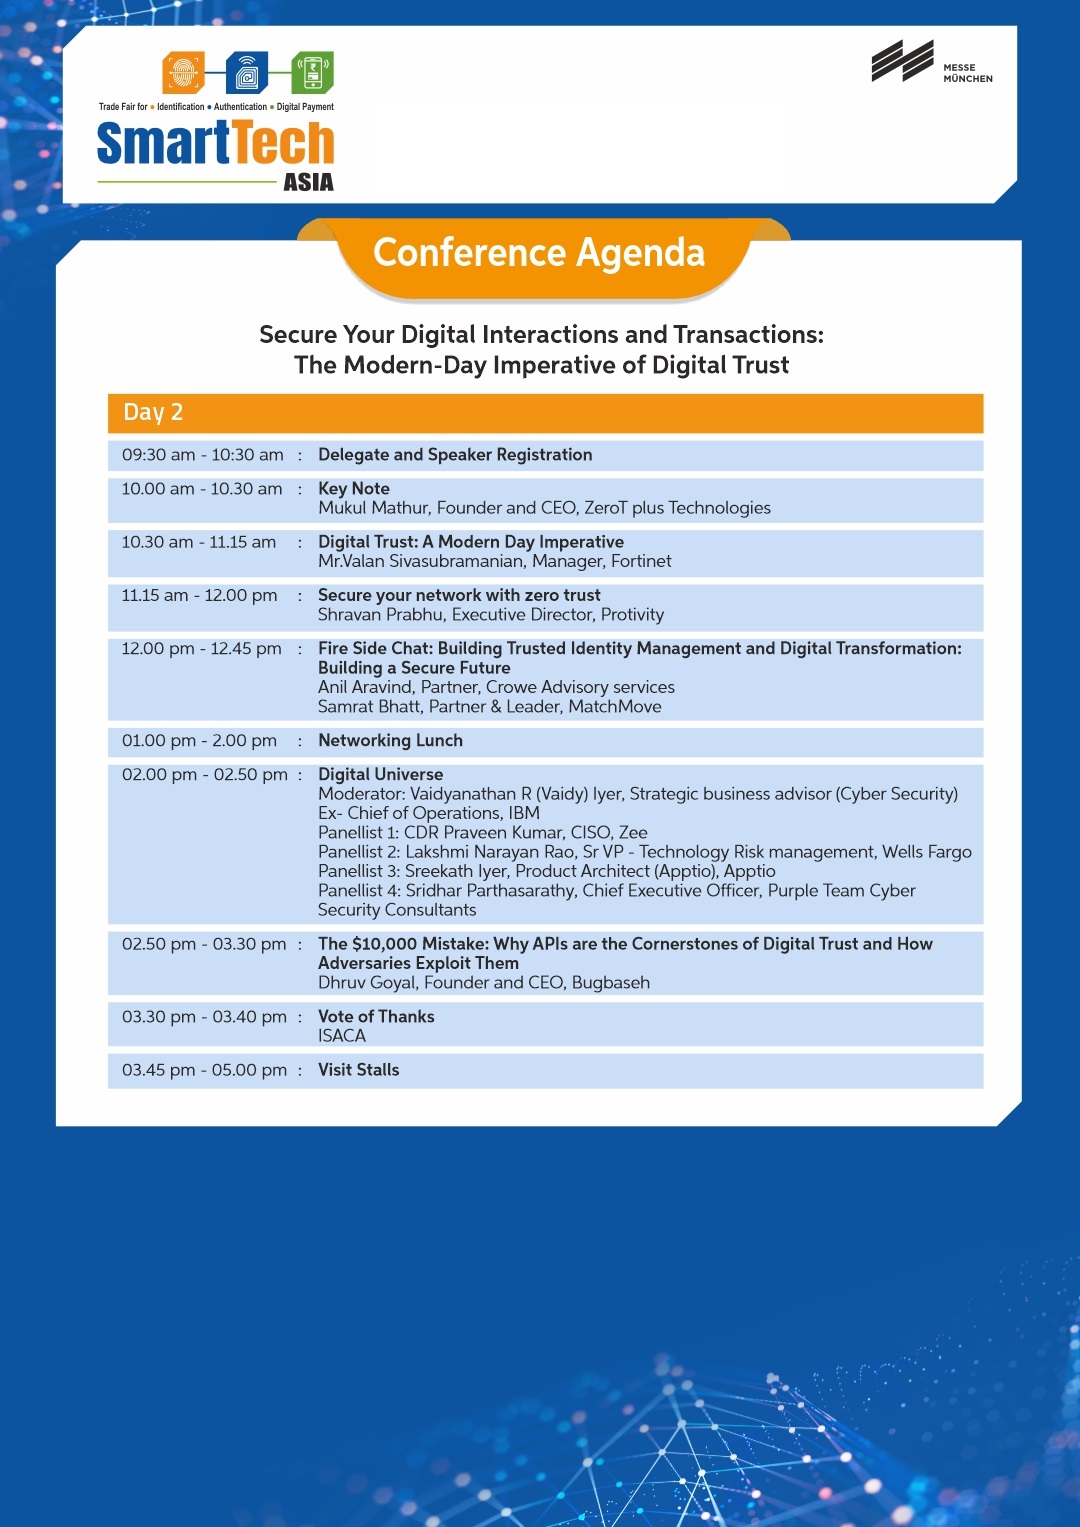 Trade Fair for • Identification • Authentication • Digital Payment
MESSE
MÜNCHEN
SmartTech
ASIA
Conference Agenda
Secure Your Digital Interactions and Transactions:
The Modern-Day Imperative of Digital Trust
Day 2
09:30 am - 10:30 am : Delegate and Speaker Registration
10.00 am - 10.30 am : Key Note
Mukul Mathur, Founder and CEO, ZeroT plus Technologies
10.30 am - 11.15 am : Digital Trust: A Modern Day Imperative
Mr.Valan Sivasubramanian, Manager, Fortinet
11.15 am - 12.00 pm : Secure your network with zero trust
Shravan Prabhu, Executive Director, Protivity
12.00 pm - 12.45 pm : Fire Side Chat: Building Trusted Identity Management and Digital Transformation:
Building a Secure Future
Anil Aravind, Partner, Crowe Advisory services
Samrat Bhatt, Partner & Leader, MatchMove
01.00 pm - 2.00 pm : Networking Lunch
02.00 pm - 02.50 pm : Digital Universe
Moderator: Vaidyanathan R (Vaidy) Iyer, Strategic business advisor (Cyber Security)
Ex- Chief of Operations, IBM
Panellist 1: CDR Praveen Kumar, CISO, Zee
Panellist 2: Lakshmi Narayan Rao, Sr VP - Technology Risk management, Wells Fargo
Panellist 3: Sreekath Iyer, Product Architect (Apptio), Apptio
Panellist 4: Sridhar Parthasarathy, Chief Executive Officer, Purple Team Cyber
Security Consultants
02.50 pm - 03.30 pm : The $10,000 Mistake: Why APIs are the Cornerstones of Digital Trust and How
Adversaries Exploit Them
Dhruv Goyal, Founder and CEO, Bugbaseh
03.30 pm - 03.40 pm : Vote of Thanks
ISACA
03.45 pm - 05.00 pm : Visit Stalls